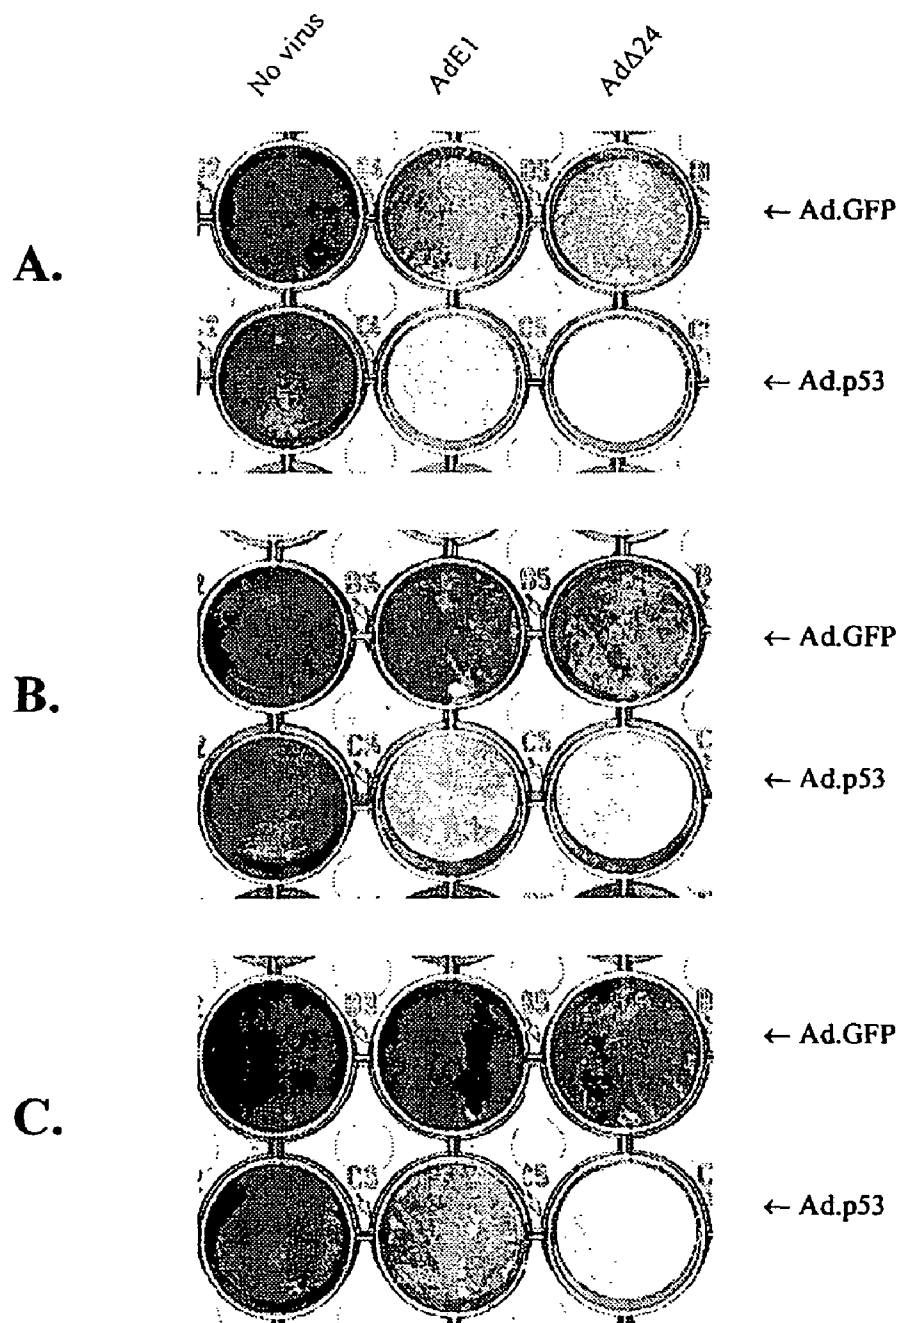 No virus AdE1 AdΔ24
← Ad.GFP
A.
← Ad.p53
← Ad.GFP
B.
← Ad.p53
← Ad.GFP
C.
← Ad.p53